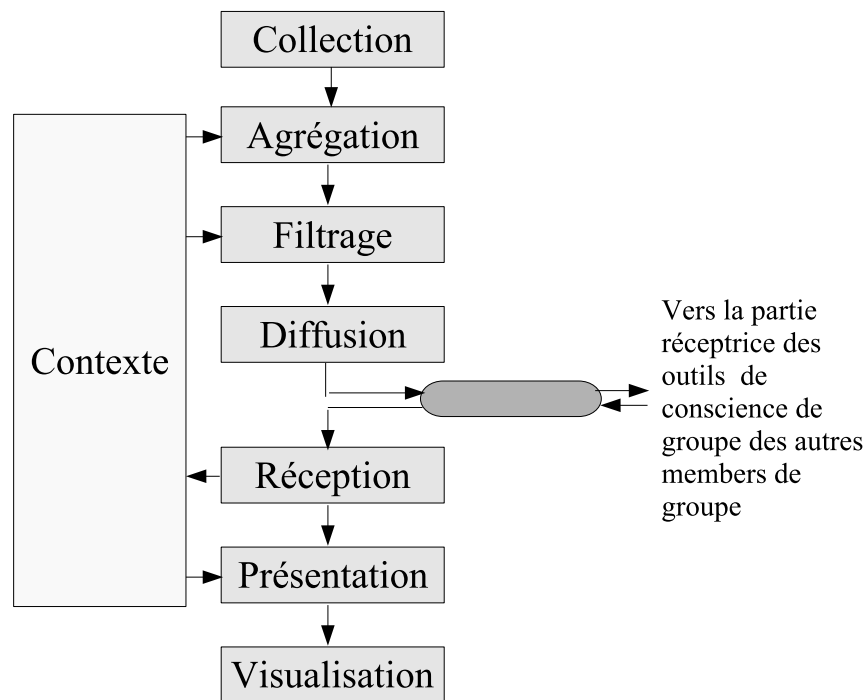 Collection
Agrégation
Filtrage
Diffusion
Contexte
Vers la partie
réceptrice des
outils de
conscience de
groupe des autres
members de
groupe
Réception
Présentation
Visualisation